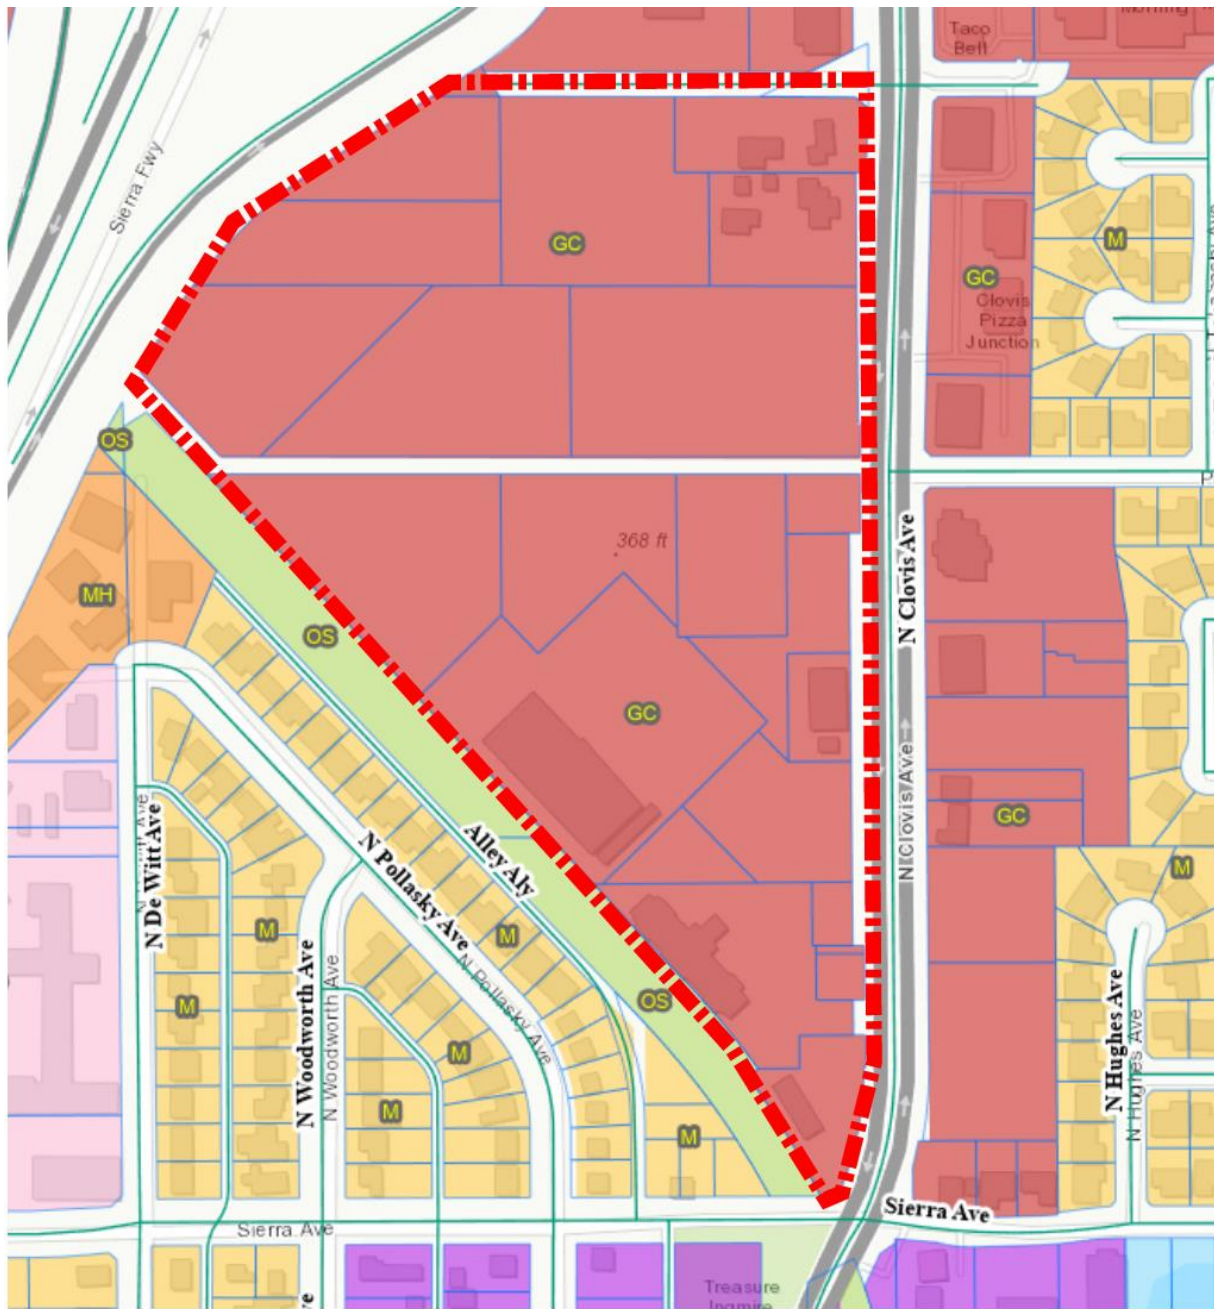 Taco
Bell
Sierra Fwy
GC
M
GC
Clovis
Pizza
Junction
OS
368 ft
N Clovis Ave
MH
OS
GC
N Clovis Ave
GC
M
N De Witt Ave
N Pollasky Ave
Alley Aly
M
M
N Pollasky Ave
N Woodworth Ave
N Woodworth Ave
M
OS
M
M
M
N Hughes Ave
N Hughes Ave
Sierra Ave
Sierra Ave
Treasure
Ingmire